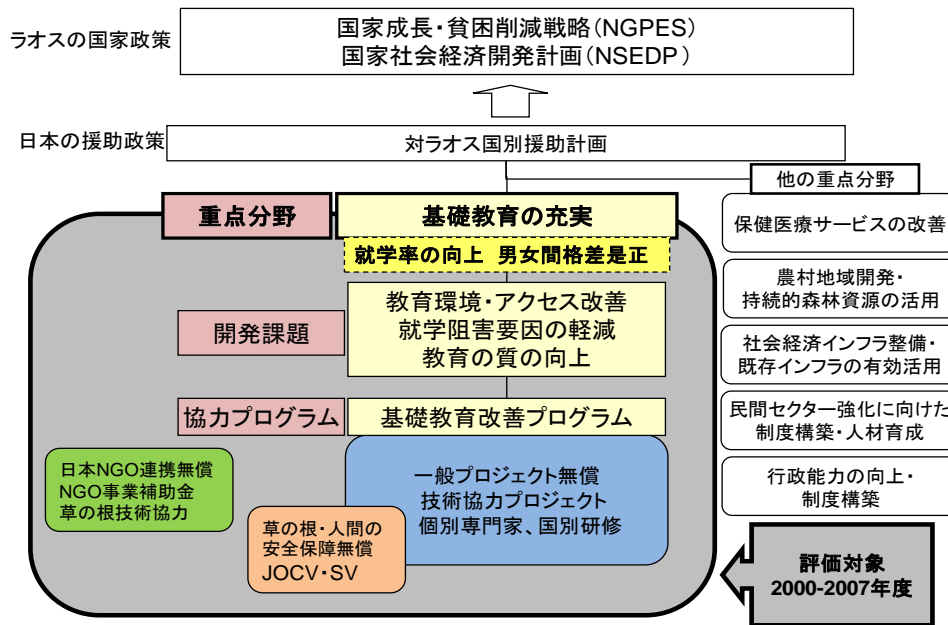 ラオスの国家政策
国家成長・貧困削減戦略(NGPES)
国家社会経済開発計画(NSEDP)
日本の援助政策
対ラオス国別援助計画
他の重点分野
重点分野
基礎教育の充実
就学率の向上 男女間格差是正
開発課題
教育環境・アクセス改善
就学阻害要因の軽減
教育の質の向上
協力プログラム
基礎教育改善プログラム
日本NGO連携無償
NGO事業補助金
草の根技術協力
草の根・人間の
安全保障無償
JOCV・SV
一般プロジェクト無償
技術協力プロジェクト
個別専門家、国別研修
保健医療サービスの改善
農村地域開発・
持続的森林資源の活用
社会経済インフラ整備・
既存インフラの有効活用
民間セクター強化に向けた
制度構築・人材育成
行政能力の向上・
制度構築
評価対象
2000-2007年度